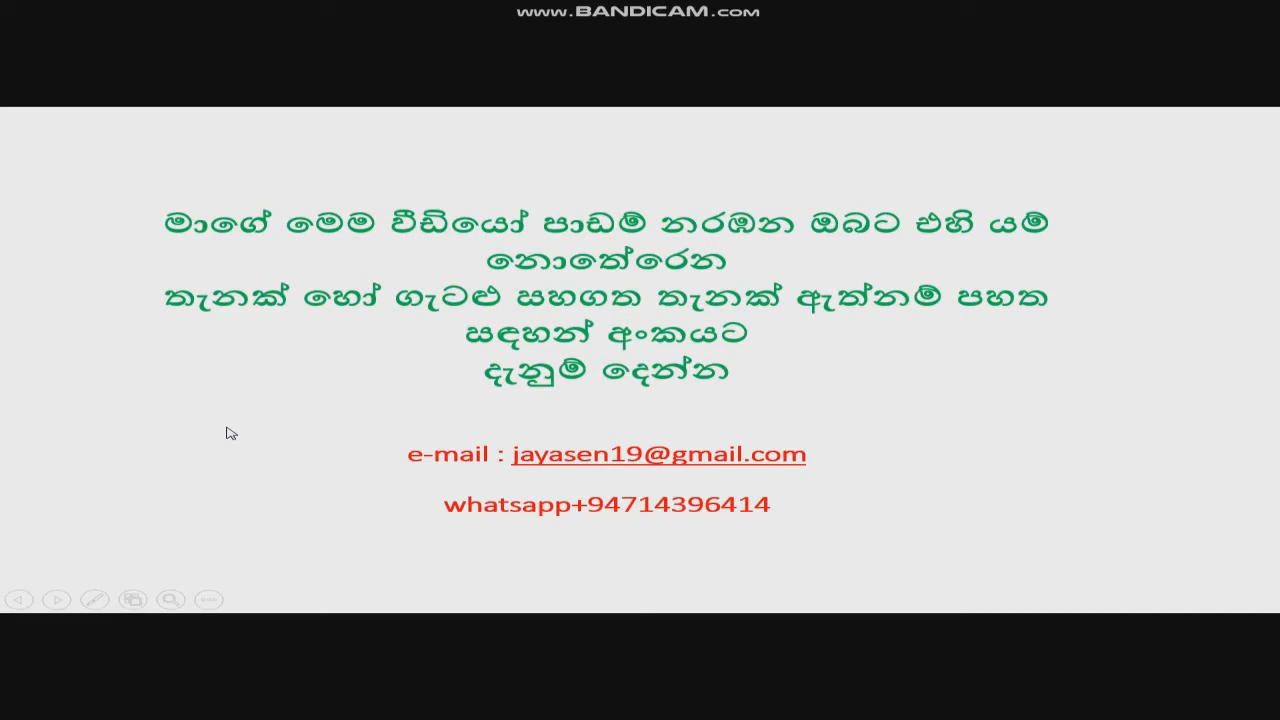 www.BANDICAM.com
මාගේ මෙම වීඩියෝ පාඩම් නරඹන ඔබට එහි යම්
නොතේරෙන
තැනක් හෝ ගැටළු සහගත තැනක් ඇත්නම් පහත
සඳහන් අංකයට
දැනුම් දෙන්න
e-mail : jayasen19@gmail.com
whatsapp+94714396414